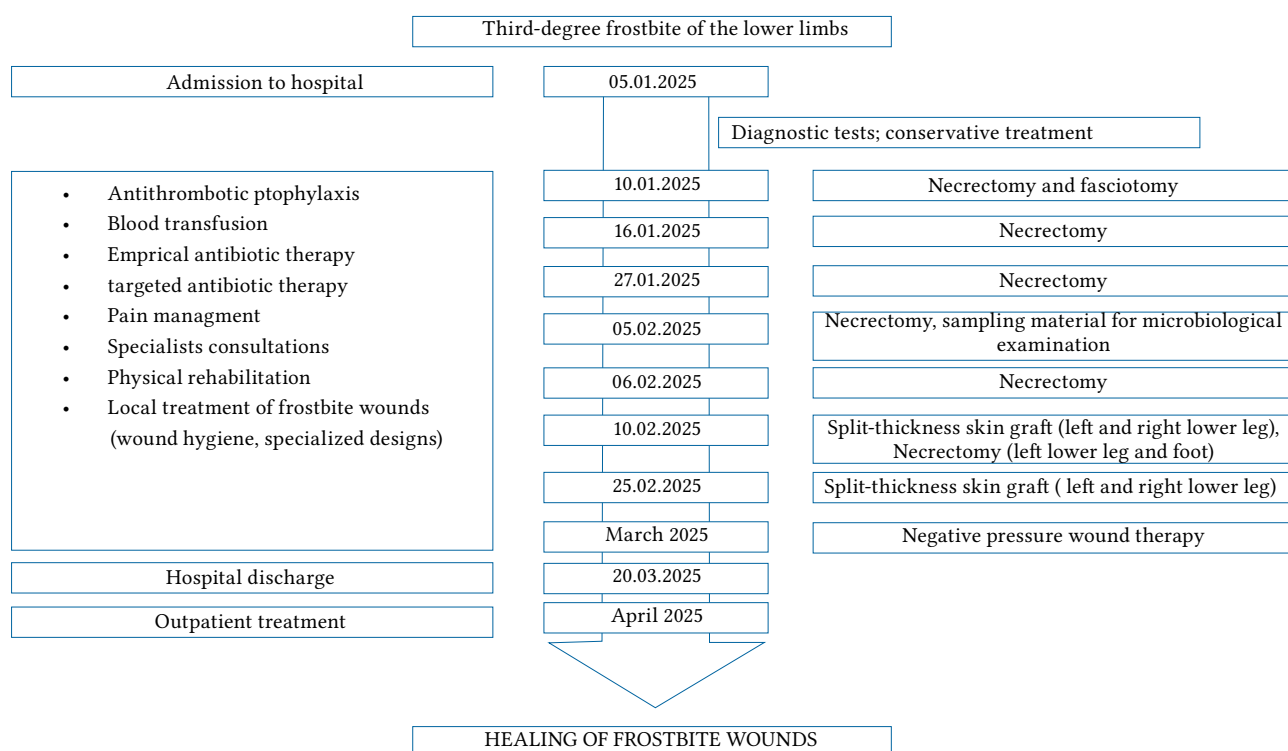 Third-degree frostbite of the lower limbs
Admission to hospital
05.01.2025
Diagnostic tests; conservative treatment
• Antithrombotic ptophylaxis
• Blood transfusion
• Emprical antibiotic therapy
• targeted antibiotic therapy
• Pain managment
• Specialists consultations
• Physical rehabilitation
• Local treatment of frostbite wounds
(wound hygiene, specialized designs)
10.01.2025
Necrectomy and fasciotomy
16.01.2025
Necrectomy
27.01.2025
Necrectomy
05.02.2025
Necrectomy, sampling material for microbiological
examination
06.02.2025
Necrectomy
10.02.2025
Split-thickness skin graft (left and right lower leg),
Necrectomy (left lower leg and foot)
25.02.2025
Split-thickness skin graft ( left and right lower leg)
March 2025
Negative pressure wound therapy
Hospital discharge
20.03.2025
Outpatient treatment
April 2025
HEALING OF FROSTBITE WOUNDS